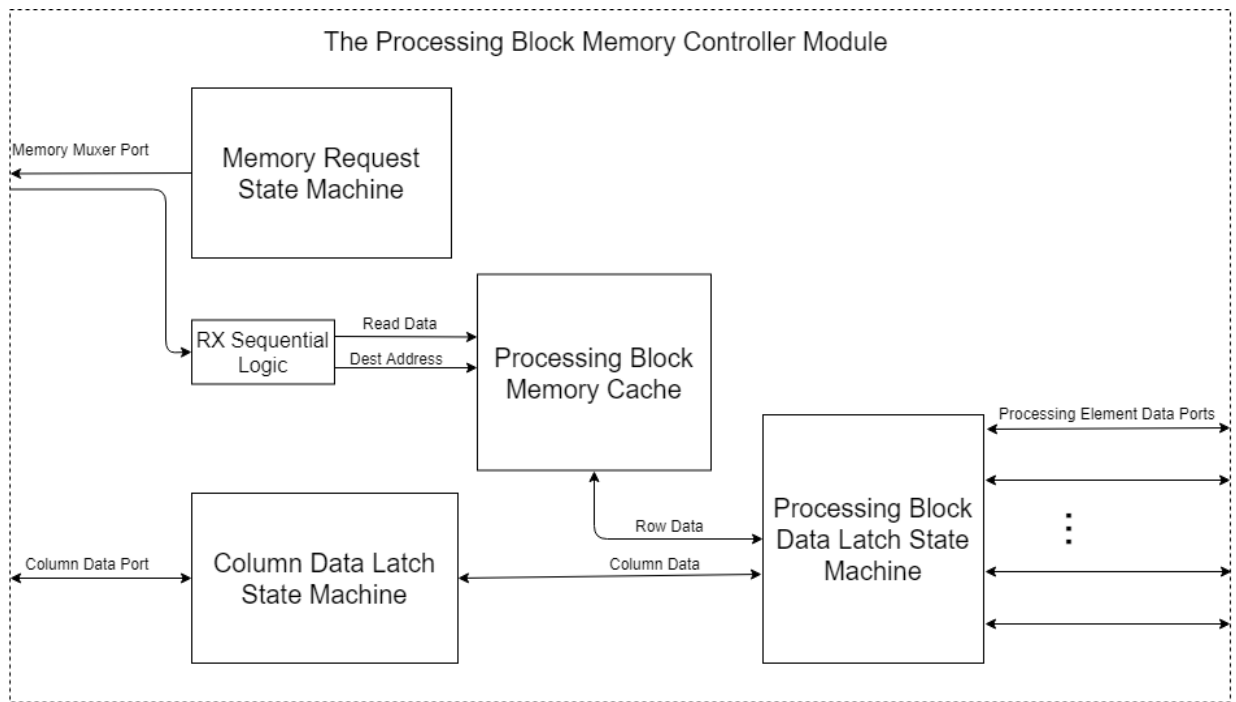 The Processing Block Memory Controller Module
Memory Muxer Port
Memory Request
State Machine
RX Sequential
Logic
Read Data
Dest Address
Processing Block
Memory Cache
Processing Element Data Ports
Processing Block
Data Latch State
Machine
Row Data
Column Data Port
Column Data Latch
State Machine
Column Data